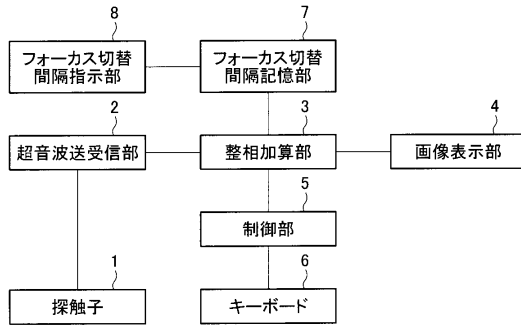 8
フォーカス切替
間隔指示部
7
フォーカス切替
間隔記憶部
2
超音波送受信部
3
整相加算部
4
画像表示部
5
制御部
1
探触子
6
キーボード